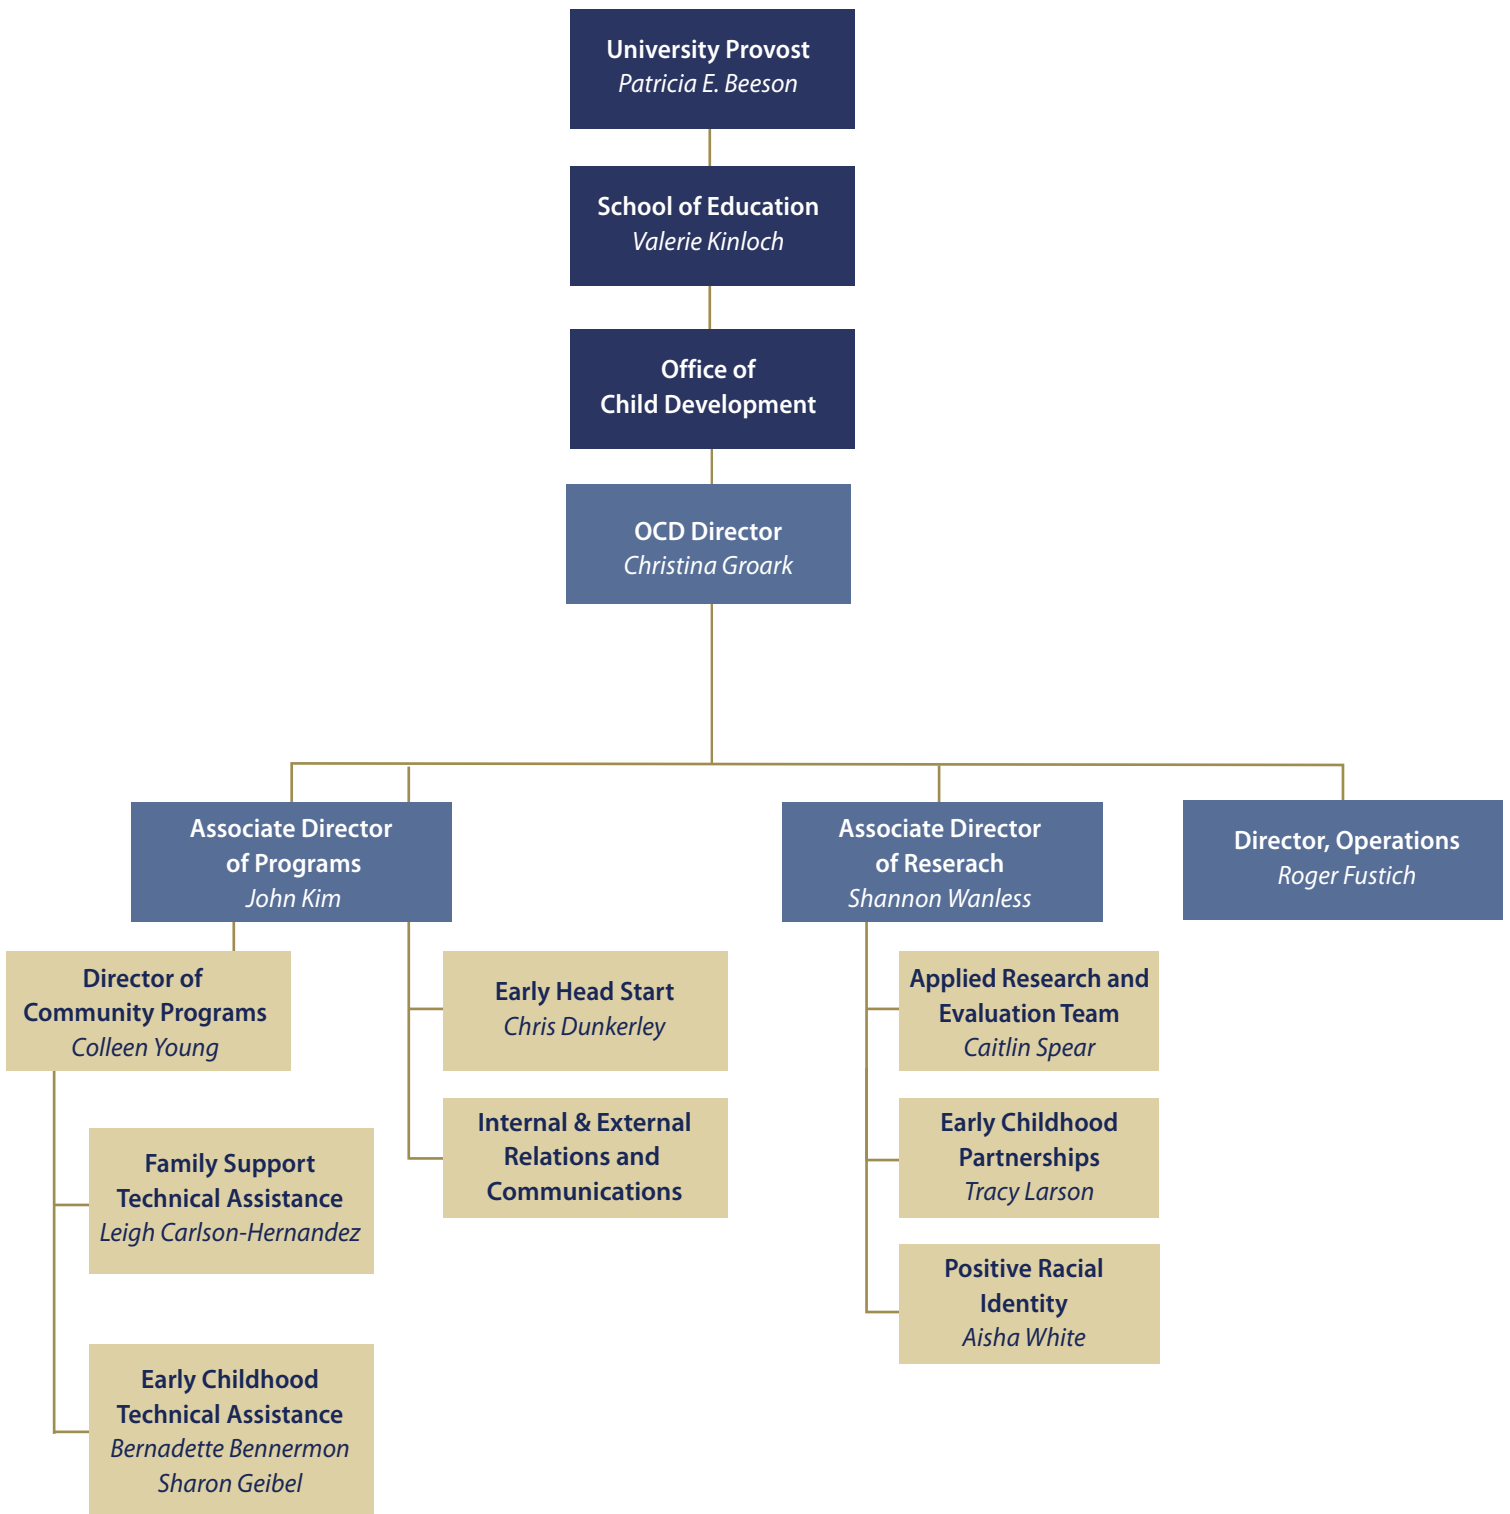 University Provost
Patricia E. Beeson
School of Education
Valerie Kinloch
Office of
Child Development
OCD Director
Christina Groark
Associate Director
of Programs
John Kim
Associate Director
of Reserach
Shannon Wanless
Director, Operations
Roger Fustich
Director of
Community Programs
Colleen Young
Early Head Start
Chris Dunkerley
Applied Research and
Evaluation Team
Caitlin Spear
Internal & External
Relations and
Communications
Early Childhood
Partnerships
Tracy Larson
Family Support
Technical Assistance
Leigh Carlson-Hernandez
Positive Racial
Identity
Aisha White
Early Childhood
Technical Assistance
Bernadette Bennermon
Sharon Geibel